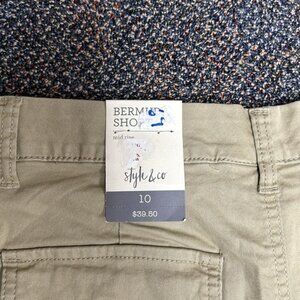 BERMU
SHO
mid rise
style & co
10
$39.50